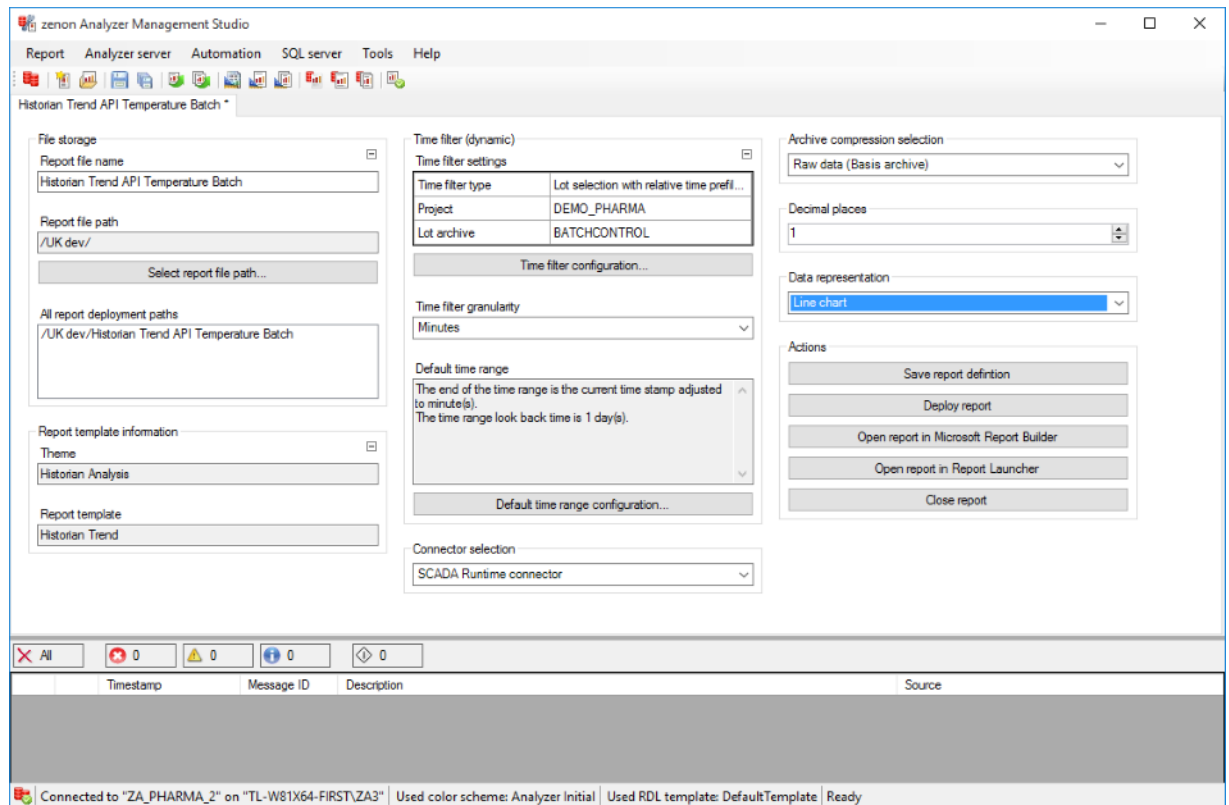 zenon Analyzer Management Studio
Report Analyzer server Automation SQL server Tools Help
Historian Trend API Temperature Batch *
File storage
Report file name
Historian Trend API Temperature Batch
Report file path
/UK dev/
Select report file path...
All report deployment paths
/UK dev/Historian Trend API Temperature Batch
Report template information
Theme
Historian Analysis
Report template
Historian Trend
Time filter (dynamic)
Time filter settings
Time filter type Lot selection with relative time prefil...
Project DEMO_PHARMA
Lot archive BATCHCONTROL
Time filter configuration...
Time filter granularity
Minutes
Default time range
The end of the time range is the current time stamp adjusted
to minute(s).
The time range look back time is 1 day(s).
Default time range configuration...
Connector selection
SCADA Runtime connector
Archive compression selection
Raw data (Basis archive)
Decimal places
1
Data representation
Line chart
Actions
Save report defintion
Deploy report
Open report in Microsoft Report Builder
Open report in Report Launcher
Close report
All 0 0 0 0
Timestamp Message ID Description Source
Connected to "ZA_PHARMA_2" on "TL-W81X64-FIRST\ZA3" Used color scheme: Analyzer Initial Used RDL template: DefaultTemplate Ready